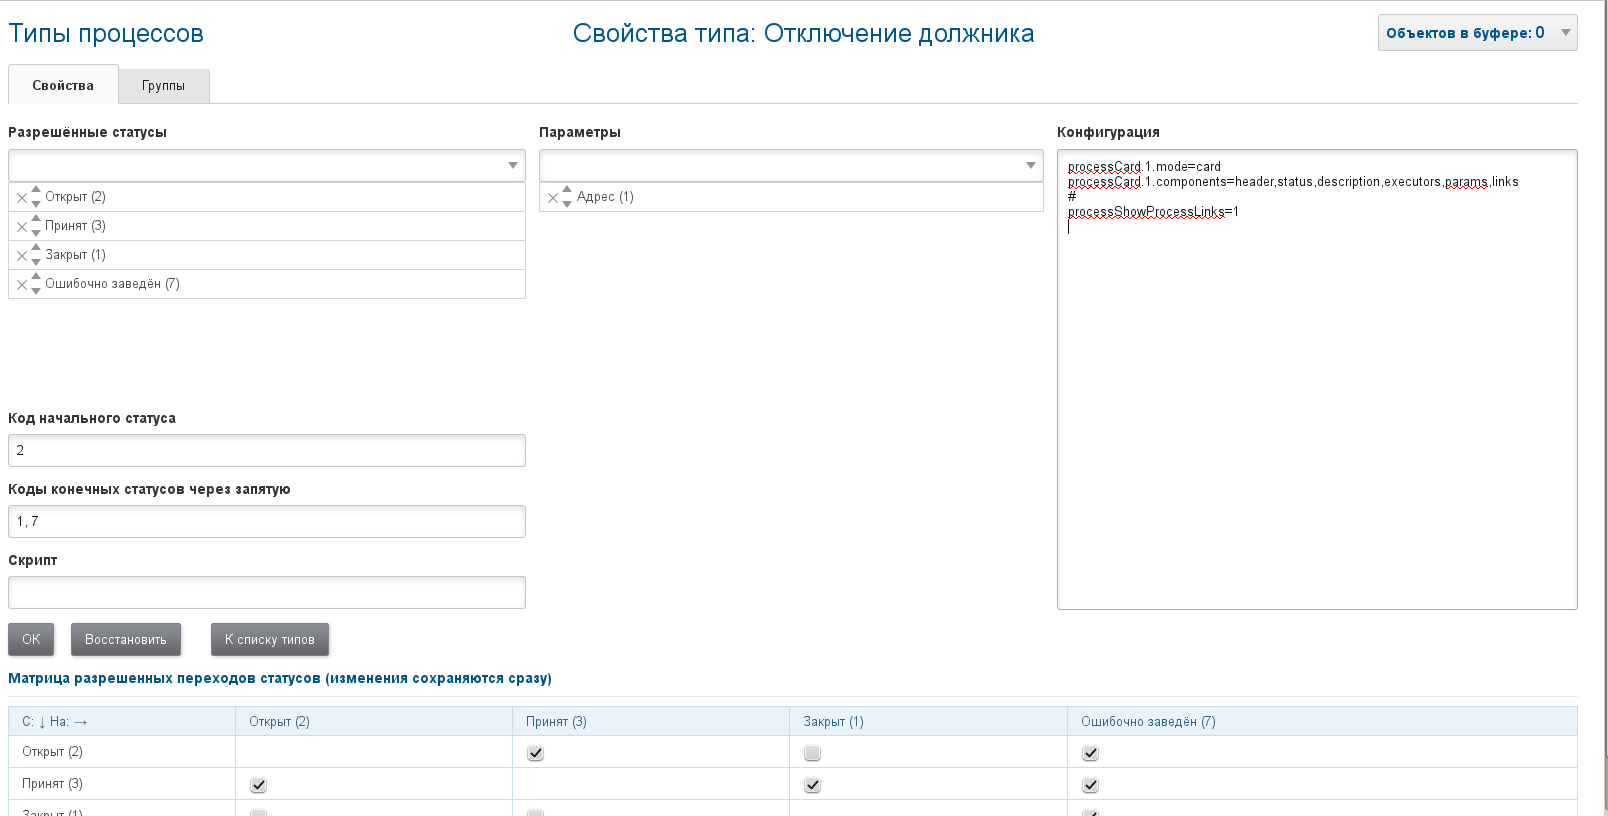 Типы процессов
Свойства типа: Отключение должника
Объектов в буфере: 0
Свойства
Группы
Разрешённые статусы
Открыт (2)
Принят (3)
Закрыт (1)
Ошибочно заведён (7)
Параметры
Адрес (1)
Конфигурация
processCard.1.mode=card
processCard.1.components=header,status,description,executors,params,links
#
processShowProcessLinks=1
Код начального статуса
2
Коды конечных статусов через запятую
1, 7
Скрипт
ОК
Восстановить
К списку типов
Матрица разрешенных переходов статусов (изменения сохраняются сразу)
С: ↓ На: → Открыт (2) Принят (3) Закрыт (1) Ошибочно заведён (7)
Открыт (2)
Принят (3)
Закрыт (1)